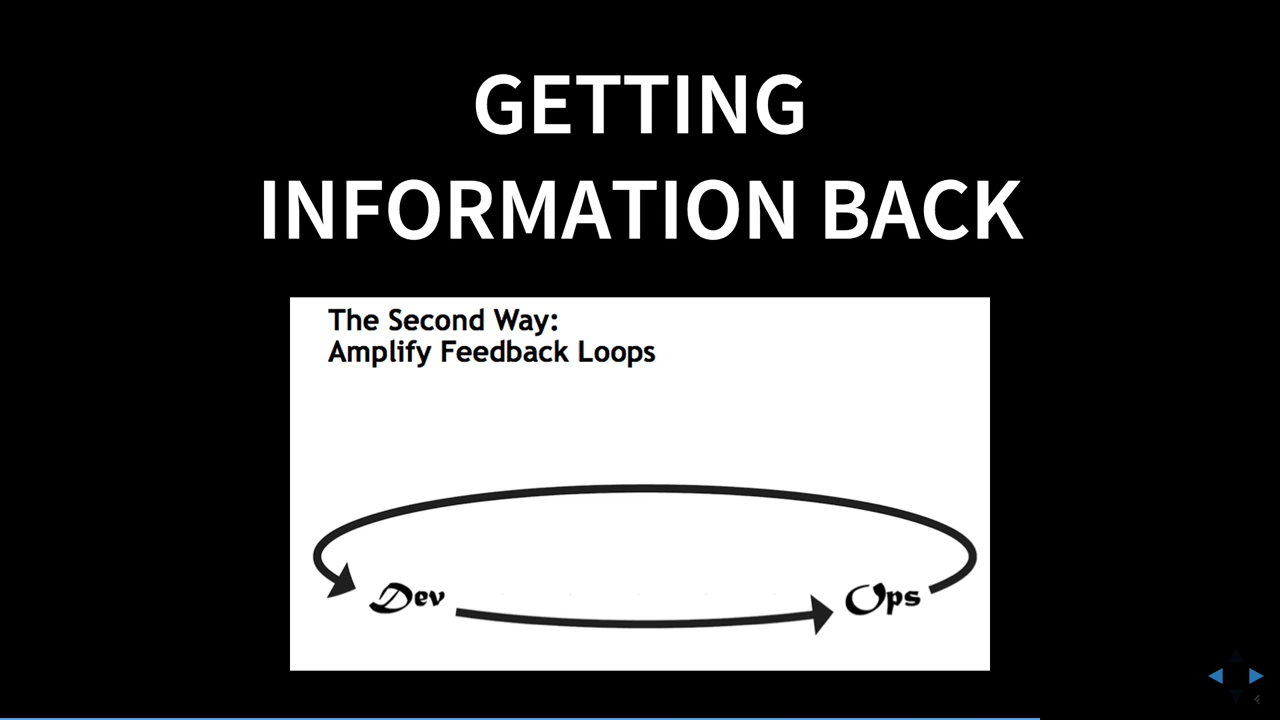 GETTING
INFORMATION BACK
The Second Way:
Amplify Feedback Loops
Dev
Ops